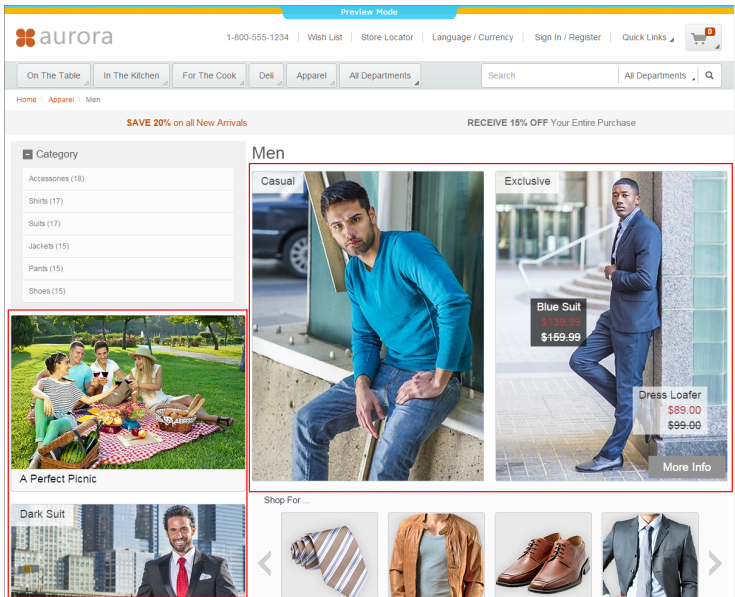 Preview Mode
aurora
1-800-555-1234 Wish List Store Locator Language / Currency Sign In / Register Quick Links 0
On The Table In The Kitchen For The Cook Deli Apparel All Departments Search All Departments
Home \ Apparel \ Men
SAVE 20% on all New Arrivals RECEIVE 15% OFF Your Entire Purchase
Category
Accessories (18)
Shirts (17)
Suits (17)
Jackets (15)
Pants (15)
Shoes (15)
A Perfect Picnic
Dark Suit
Men
Casual
Exclusive
Blue Suit
$139.99
$159.99
Dress Loafer
$89.00
$99.00
More Info
Shop For ...